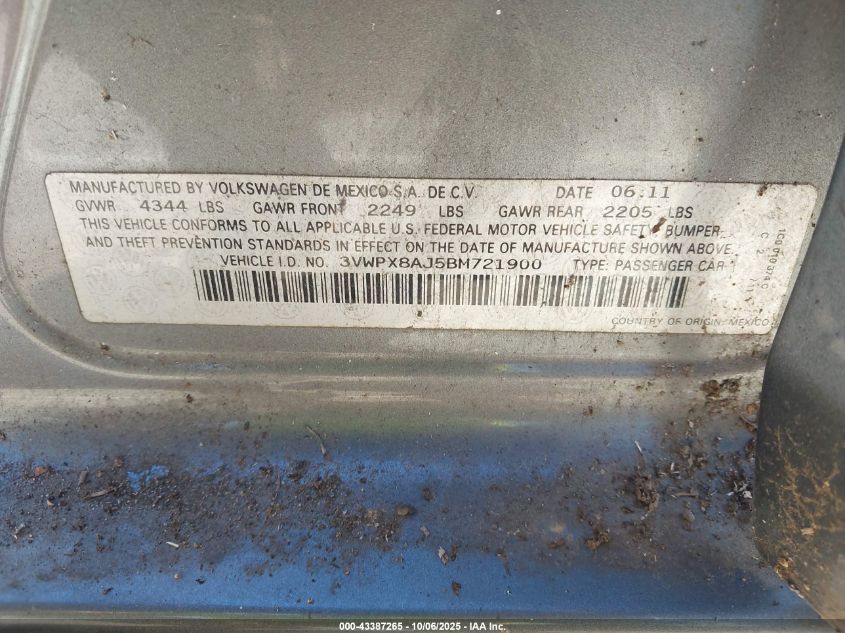 MANUFACTURED BY VOLKSWAGEN DE MEXICO S.A. DE C.V. DATE 06.11
GVWR 4344 LBS GAWR FRONT 2249 LBS GAWR REAR 2205 LBS
THIS VEHICLE CONFORMS TO ALL APPLICABLE U.S. FEDERAL MOTOR VEHICLE SAFETY BUMPER
AND THEFT PREVENTION STANDARDS IN EFFECT ON THE DATE OF MANUFACTURE SHOWN ABOVE.
VEHICLE I.D. NO. 3VWPX8AJ5BM721900 TYPE: PASSENGER CAR
COUNTRY OF ORIGIN: MEXICO
000-43387265 - 10/06/2025 - IAA Inc.